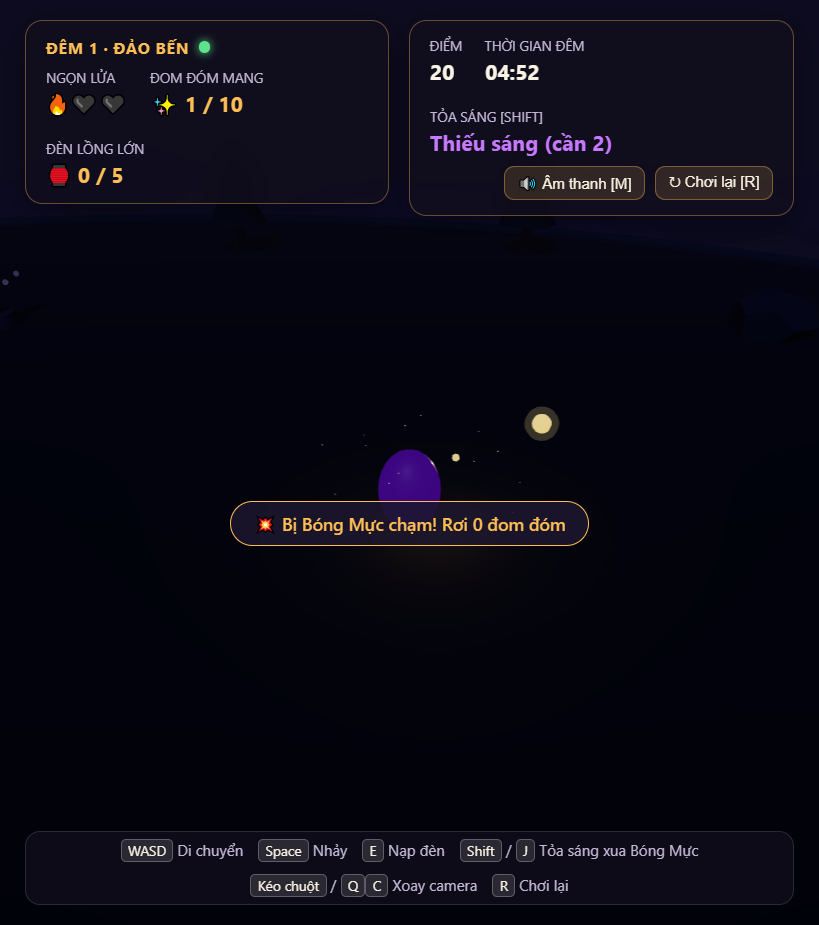 ĐÊM 1 · ĐẢO BẾN
NGỌN LỬA ĐOM ĐÓM MANG
1 / 10
ĐÈN LỒNG LỚN
0 / 5
ĐIỂM THỜI GIAN ĐÊM
20 04:52
TỎA SÁNG [SHIFT]
Thiếu sáng (cần 2)
Âm thanh [M] ↻ Chơi lại [R]
💥 Bị Bóng Mực chạm! Rơi 0 đom đóm
WASD Di chuyển Space Nhảy E Nạp đèn Shift / J Tỏa sáng xua Bóng Mực
Kéo chuột / Q C Xoay camera R Chơi lại